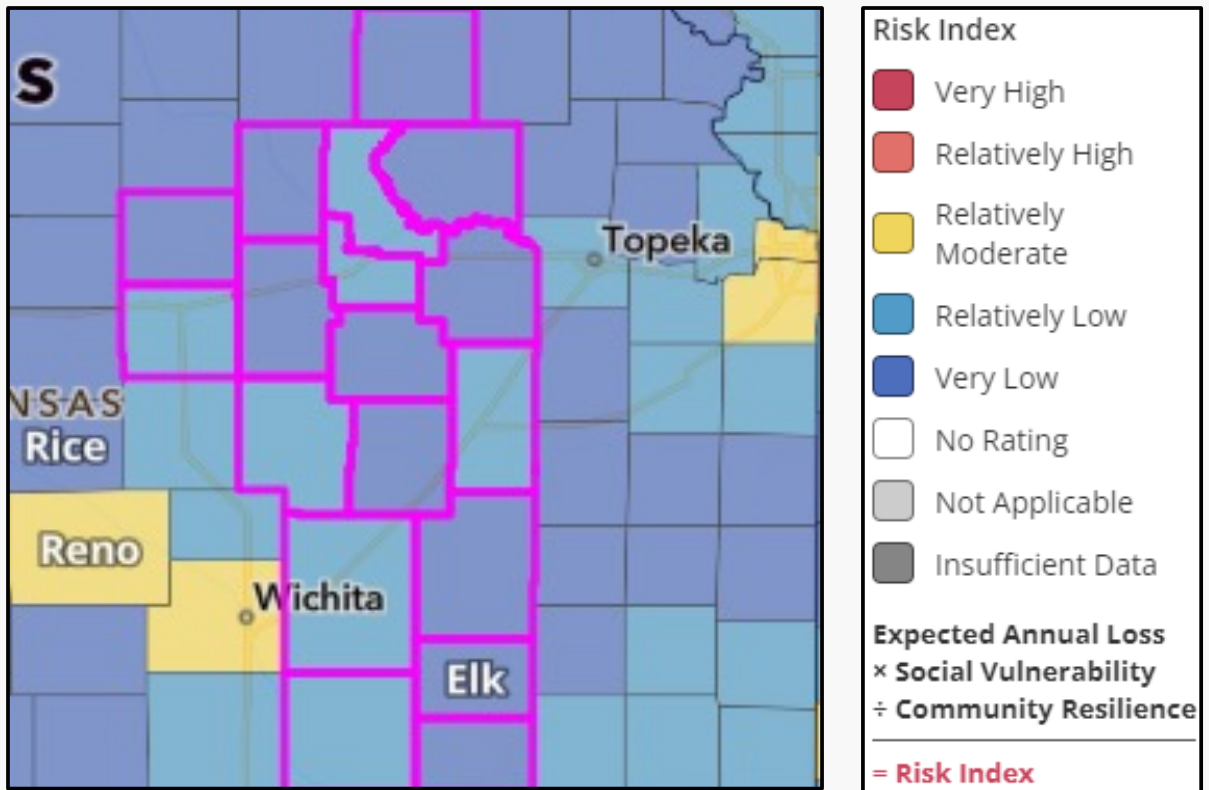 S
Topeka
NSAS
Rice
Reno
Wichita
Elk
Risk Index
Very High
Relatively High
Relatively
Moderate
Relatively Low
Very Low
No Rating
Not Applicable
Insufficient Data
Expected Annual Loss
× Social Vulnerability
÷ Community Resilience
= Risk Index